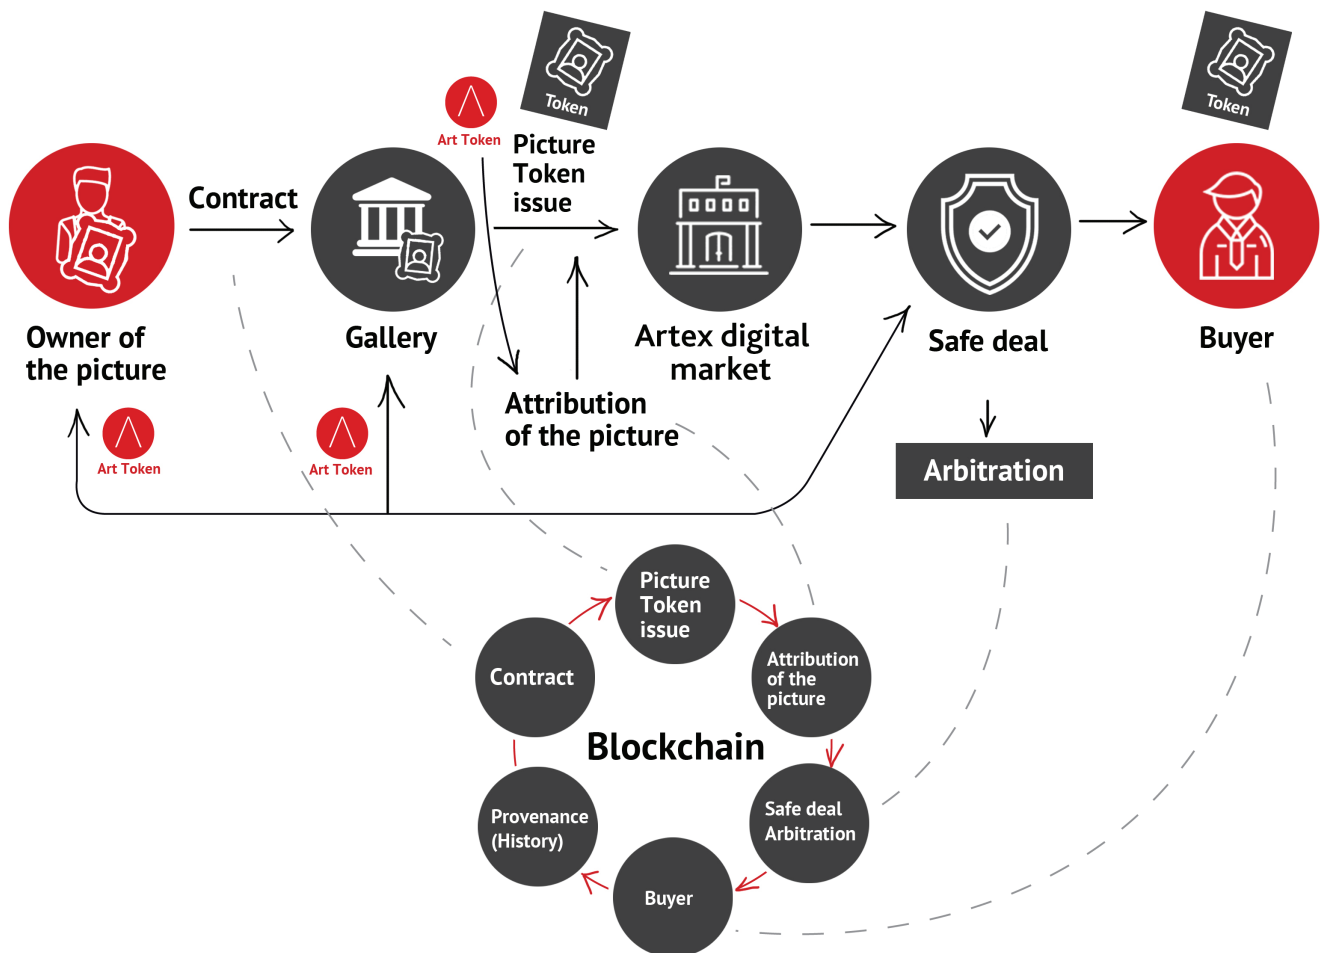 Token
Token
Art Token
Picture
Token
issue
Contract
Owner of
the picture
Gallery
Artex digital
market
Safe deal
Buyer
Attribution
of the picture
Art Token
Art Token
Arbitration
Picture
Token
issue
Contract
Attribution
of the
picture
Blockchain
Provenance
(History)
Safe deal
Arbitration
Buyer